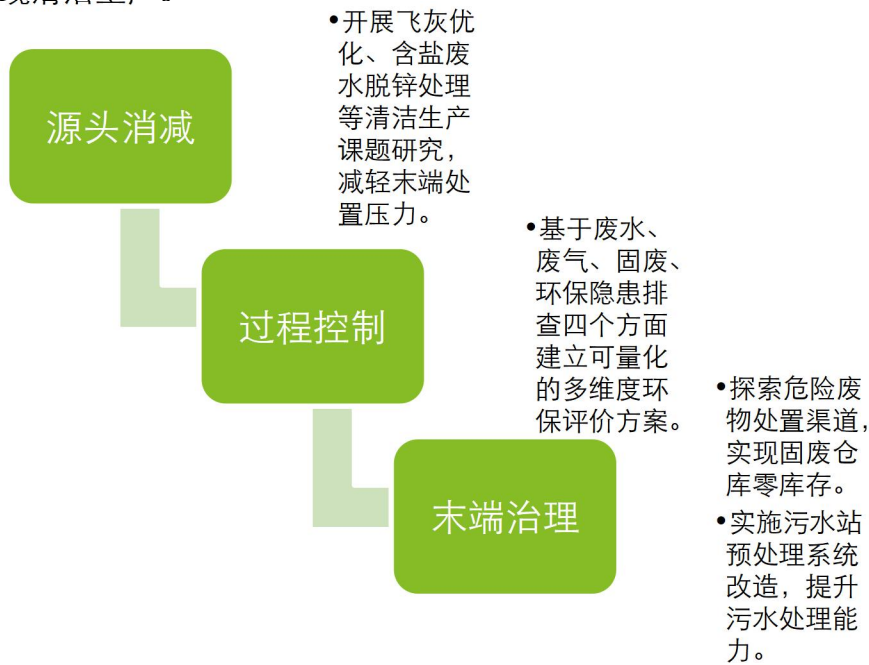 源头消减
•开展飞灰优
化、含盐废
水脱锌处理
等清洁生产
课题研究，
减轻末端处
置压力。
过程控制
•基于废水、
废气、固废、
环保隐患排
查四个方面
建立可量化
的多维度环
保评价方案。
末端治理
•探索危险废
物处置渠道，
实现固废仓
库零库存。
•实施污水站
预处理系统
改造，提升
污水处理能
力。